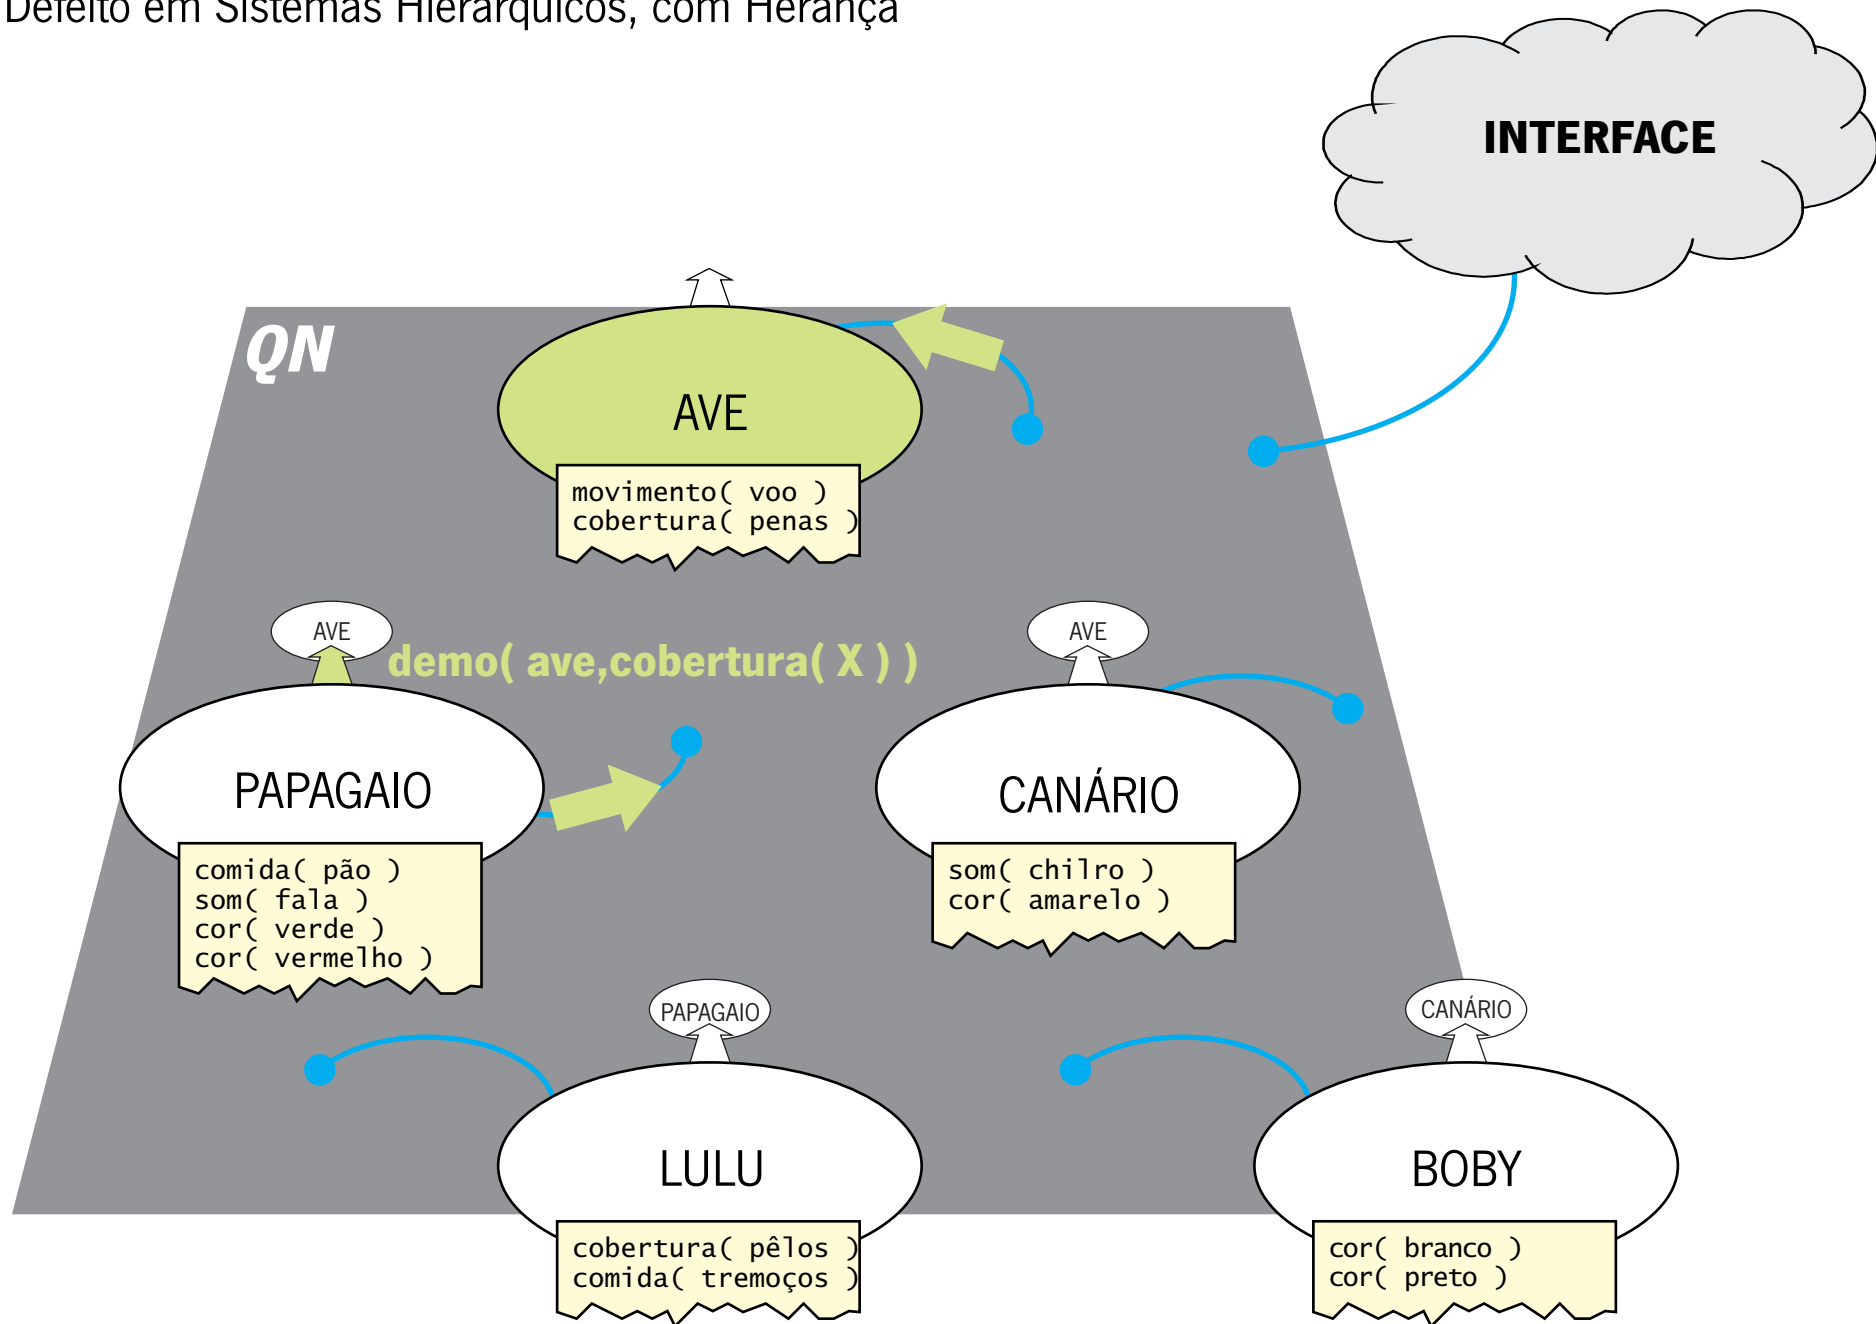 Defeito em Sistemas Hierárquicos, com Herança
INTERFACE
QN
AVE
movimento( voo )
cobertura( penas )
AVE
demo( ave,cobertura( X ) )
AVE
PAPAGAIO
CANÁRIO
comida( pão )
som( fala )
cor( verde )
cor( vermelho )
som( chilro )
cor( amarelo )
PAPAGAIO
CANÁRIO
LULU
BOBY
cobertura( pêlos )
comida( tremoços )
cor( branco )
cor( preto )